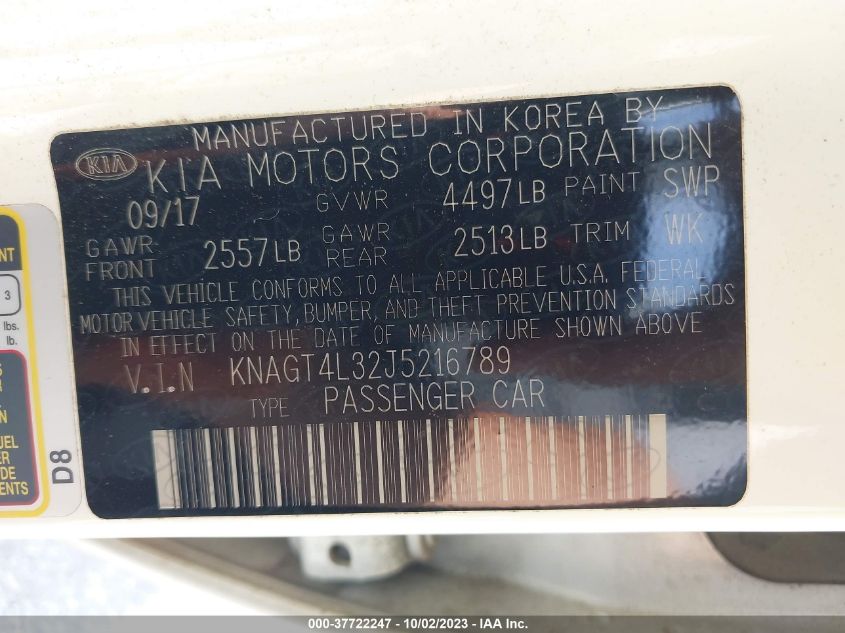 MANUFACTURED IN KOREA BY
KIA KIA MOTORS CORPORATION
09/17 GVWR 4497LB PAINT SWP
GAWR FRONT 2557LB GAWR REAR 2513LB TRIM WK
THIS VEHICLE CONFORMS TO ALL APPLICABLE U.S.A. FEDERAL
MOTOR VEHICLE SAFETY, BUMPER, AND THEFT PREVENTION STANDARDS
IN EFFECT ON THE DATE OF MANUFACTURE SHOWN ABOVE
V.I.N KNAGT4L32J5216789
TYPE PASSENGER CAR
D8
3
lbs.
000-37722247 - 10/02/2023 - IAA Inc.